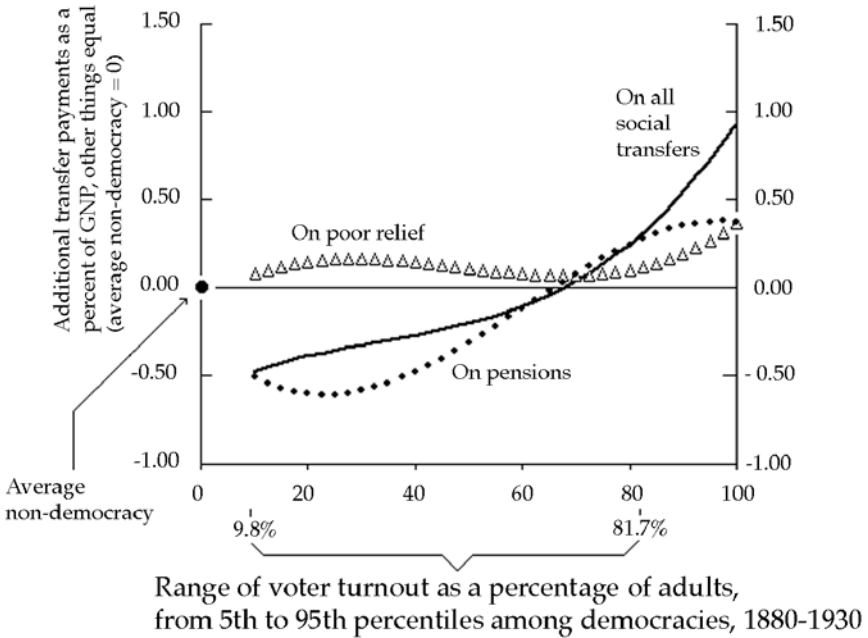 Additional transfer payments as a
percent of GNP, other things equal
(average non-democracy = 0)
1.50
1.00
0.50
0.00
-0.50
-1.00
1.50
1.00
0.50
0.00
- 0.50
-1.00
On all
social
transfers
On poor relief
On pensions
Average
non-democracy
0
20
40
60
80
100
9.8%
81.7%
Range of voter turnout as a percentage of adults,
from 5th to 95th percentiles among democracies, 1880-1930